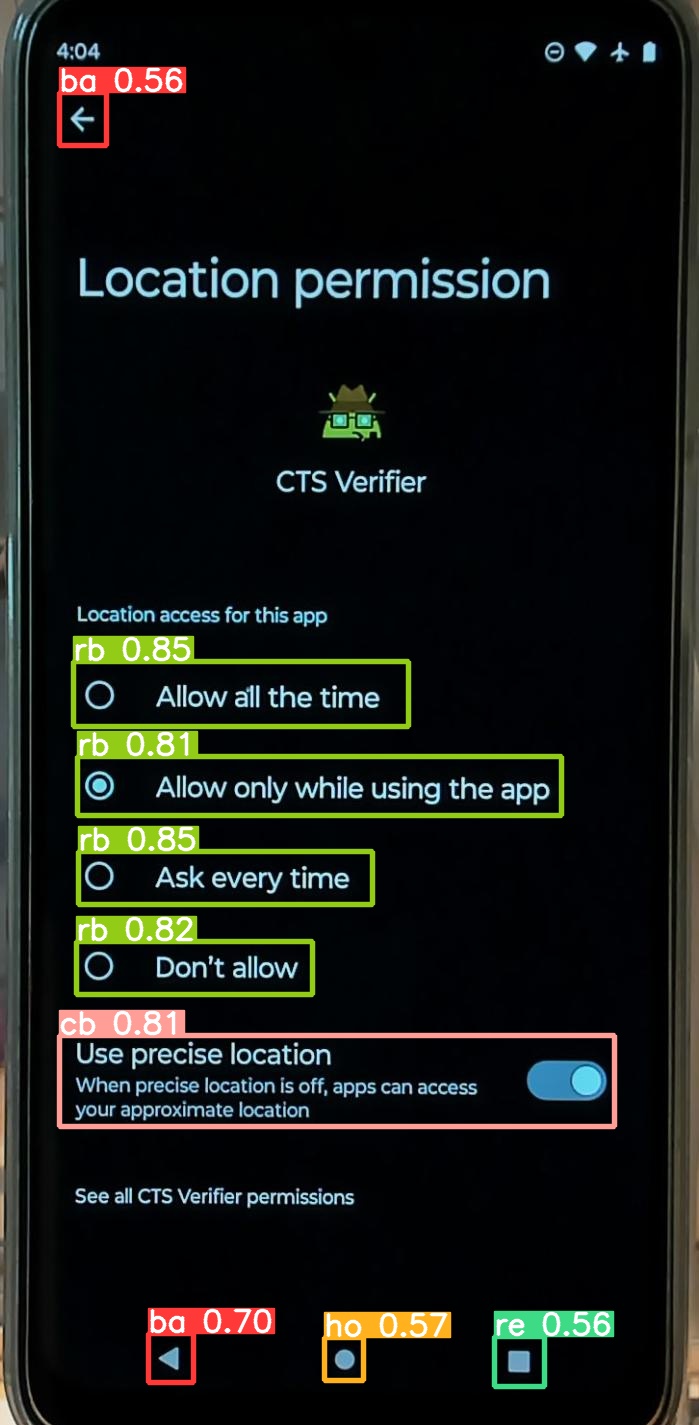 4:04
ba 0.56
Location permission
CTS Verifier
Location access for this app
rb 0.85
Allow all the time
rb 0.81
Allow only while using the app
rb 0.85
Ask every time
rb 0.82
Don't allow
cb 0.81
Use precise location
When precise location is off, apps can access
your approximate location
See all CTS Verifier permissions
ba 0.70
ho 0.57
re 0.56